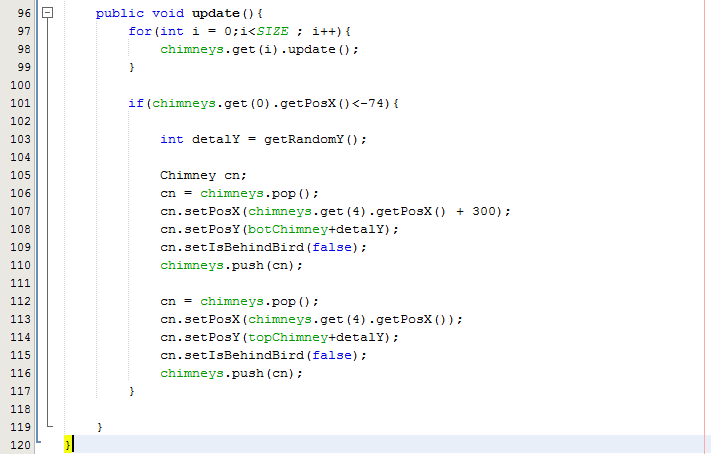 96 public void update(){
97 for(int i = 0;i<SIZE ; i++){
98 chimneys.get(i).update();
99 }
100
101 if(chimneys.get(0).getPosX()<-74){
102
103 int detalY = getRandomY();
104
105 Chimney cn;
106 cn = chimneys.pop();
107 cn.setPosX(chimneys.get(4).getPosX() + 300);
108 cn.setPosY(botChimney+detalY);
109 cn.setIsBehindBird(false);
110 chimneys.push(cn);
111
112 cn = chimneys.pop();
113 cn.setPosX(chimneys.get(4).getPosX());
114 cn.setPosY(topChimney+detalY);
115 cn.setIsBehindBird(false);
116 chimneys.push(cn);
117 }
118
119 }
120 }